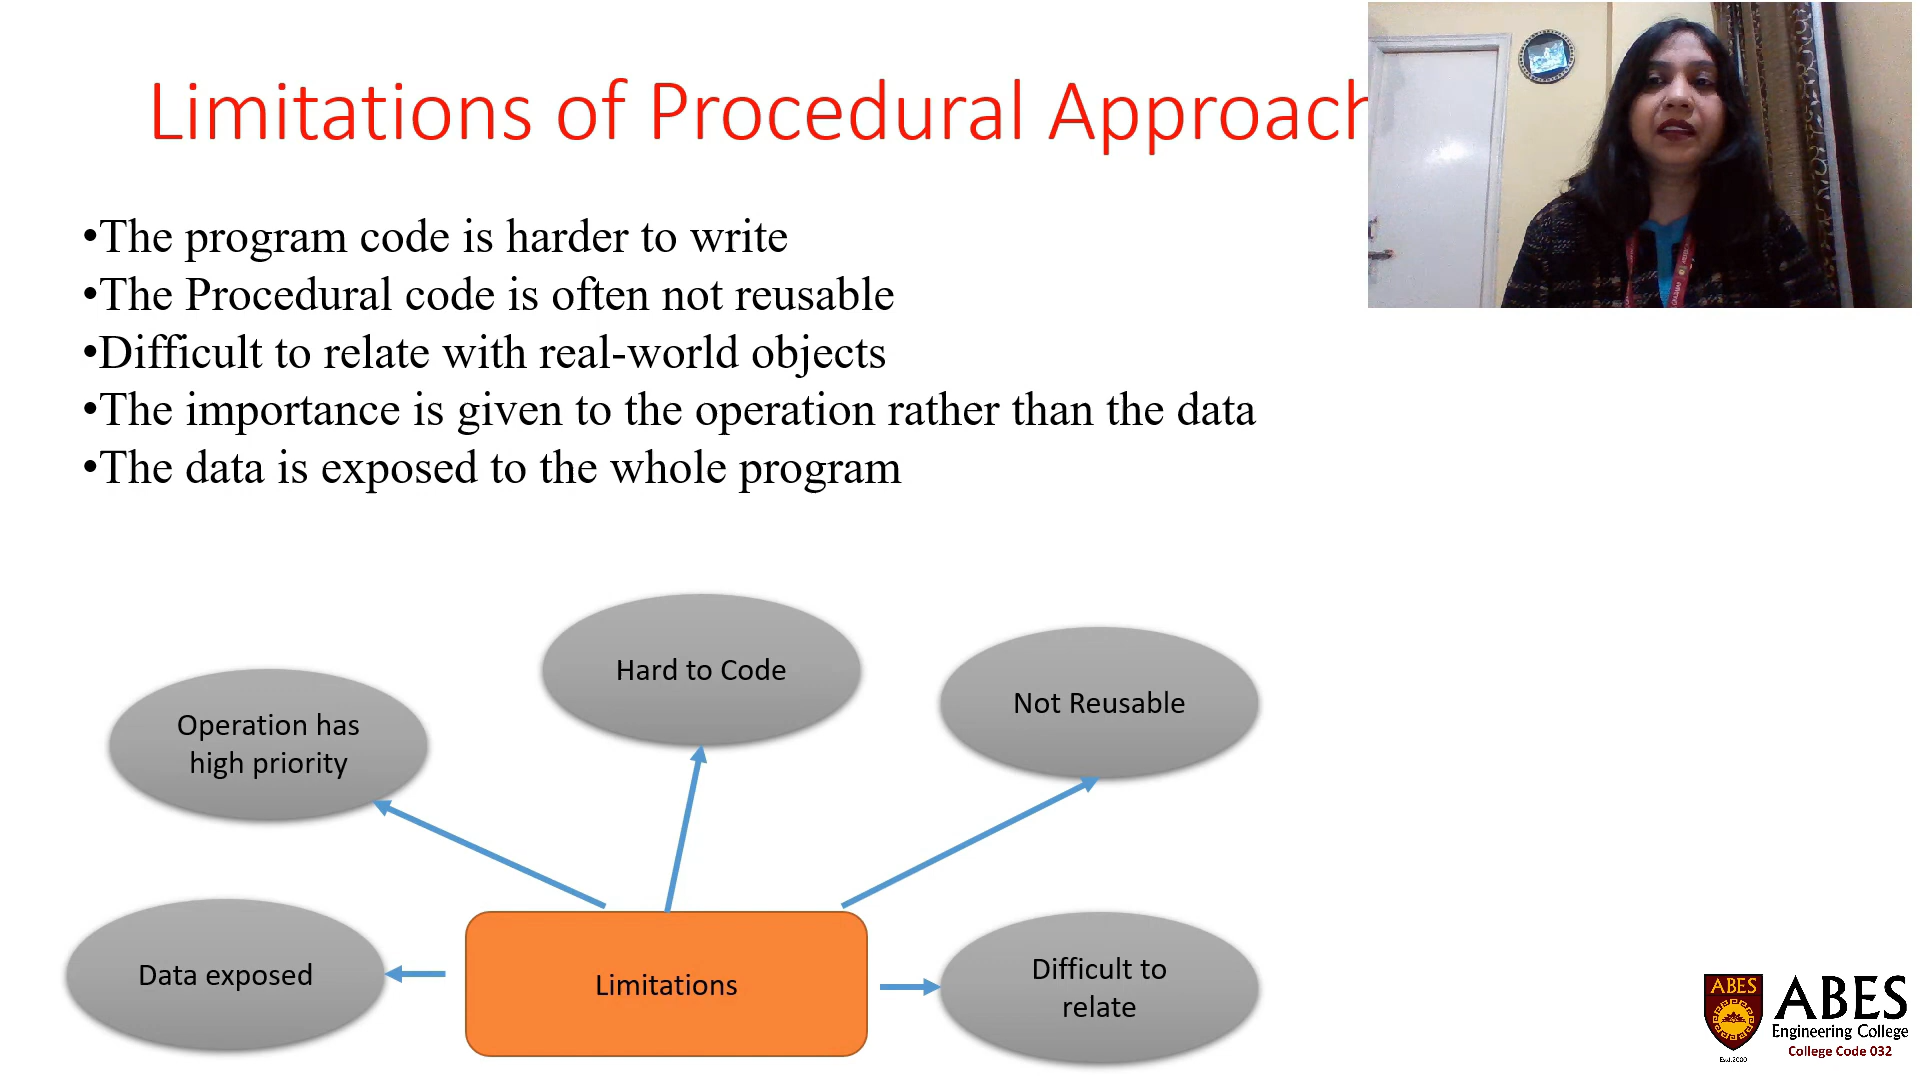 Limitations of Procedural Approach
•The program code is harder to write
•The Procedural code is often not reusable
•Difficult to relate with real-world objects
•The importance is given to the operation rather than the data
•The data is exposed to the whole program
Hard to Code
Not Reusable
Operation has
high priority
Data exposed
Limitations
Difficult to
relate
ABES
ABES
Engineering College
College Code 032
Estd.2000